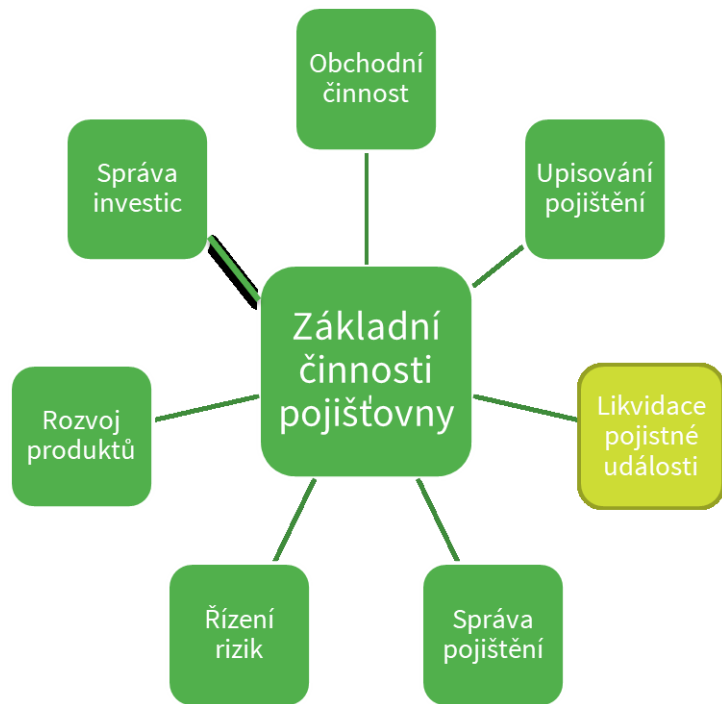 Obchodní
činnost
Správa
investic
Upisování
pojištění
Základní
činnosti
pojišťovny
Rozvoj
produktů
Likvidace
pojistné
události
Řízení
rizik
Správa
pojištění